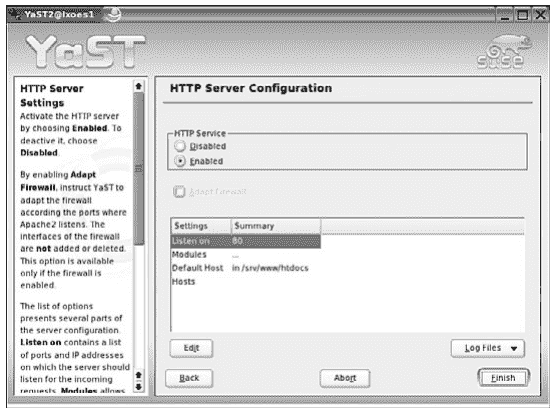 YaST2@lxoes1
YaST
SUSE
HTTP Server
Settings
Activate the HTTP server
by choosing Enabled. To
deactive it, choose
Disabled.
By enabling Adapt
Firewall, instruct YaST to
adapt the firewall
according the ports where
Apache2 listens. The
interfaces of the firewall
are not added or deleted.
This option is available
only if the firewall is
enabled.
The list of options
presents several parts of
the server configuration.
Listen on contains a list
of ports and IP addresses
on which the server should
listen for the incoming
requests. Modules allows
HTTP Server Configuration
HTTP Service
Disabled
Enabled
Adapt Firewall
Settings Summary
Listen on 80
Modules ...
Default Host in /srv/www/htdocs
Hosts
Edit
Log Files
Back
Abort
Finish